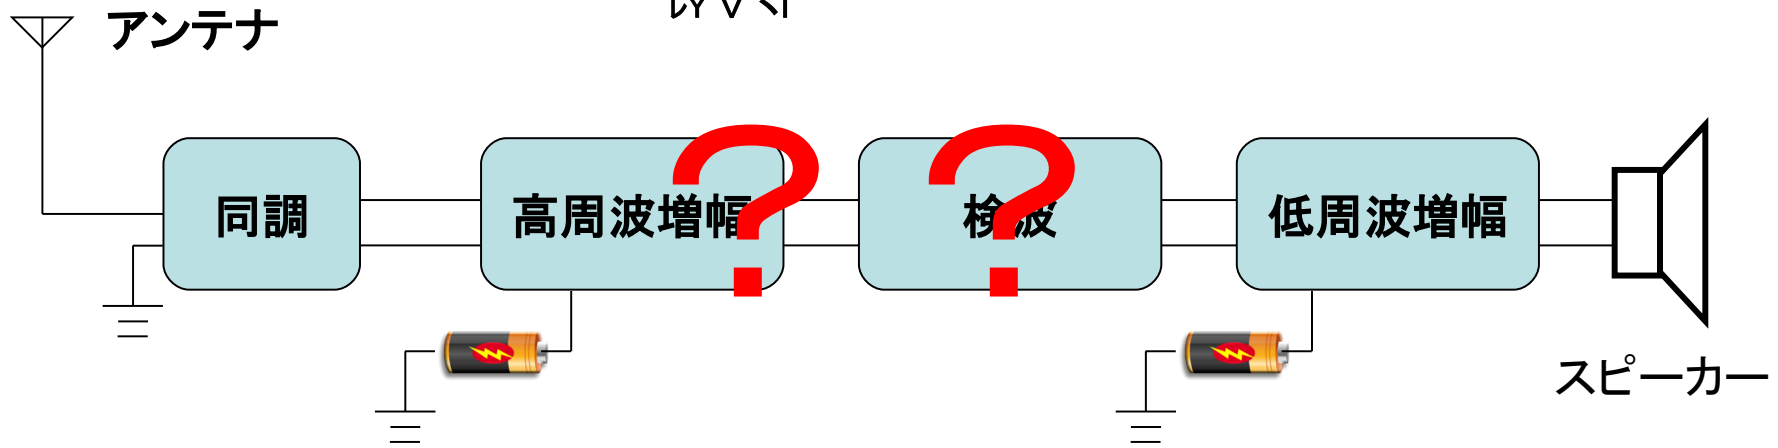 アンテナ
同調
高周波増幅
?
検波
?
低周波増幅
スピーカー